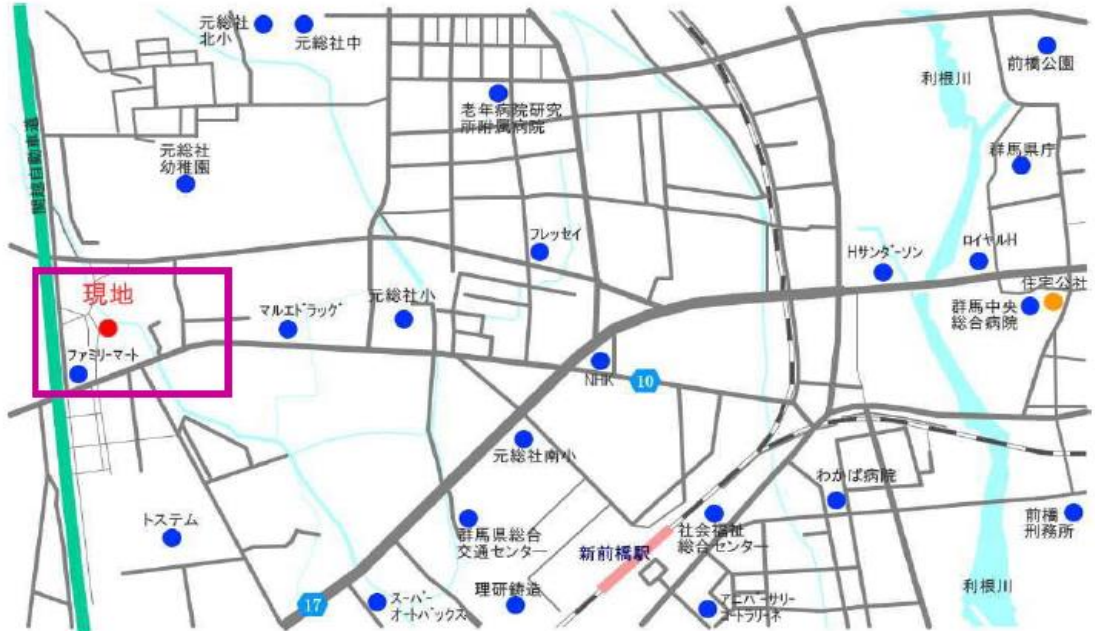 元総社
北小
元総社中
利根川
前橋公園
老年病院研究
所附属病院
元総社
幼稚園
群馬県庁
関越自動車道
フレッセイ
Hサンダーソン
ロイヤルH
現地
住宅公社
マルエドラッグ
元総社小
群馬中央
総合病院
ファミリーマート
NHK
10
元総社南小
わかば病院
トステム
群馬県総合
交通センター
新前橋駅
社会福祉
総合センター
前橋
刑務所
17
スーパー
オートバックス
理研鋳造
アニバーサリー
コートラリーネ
利根川